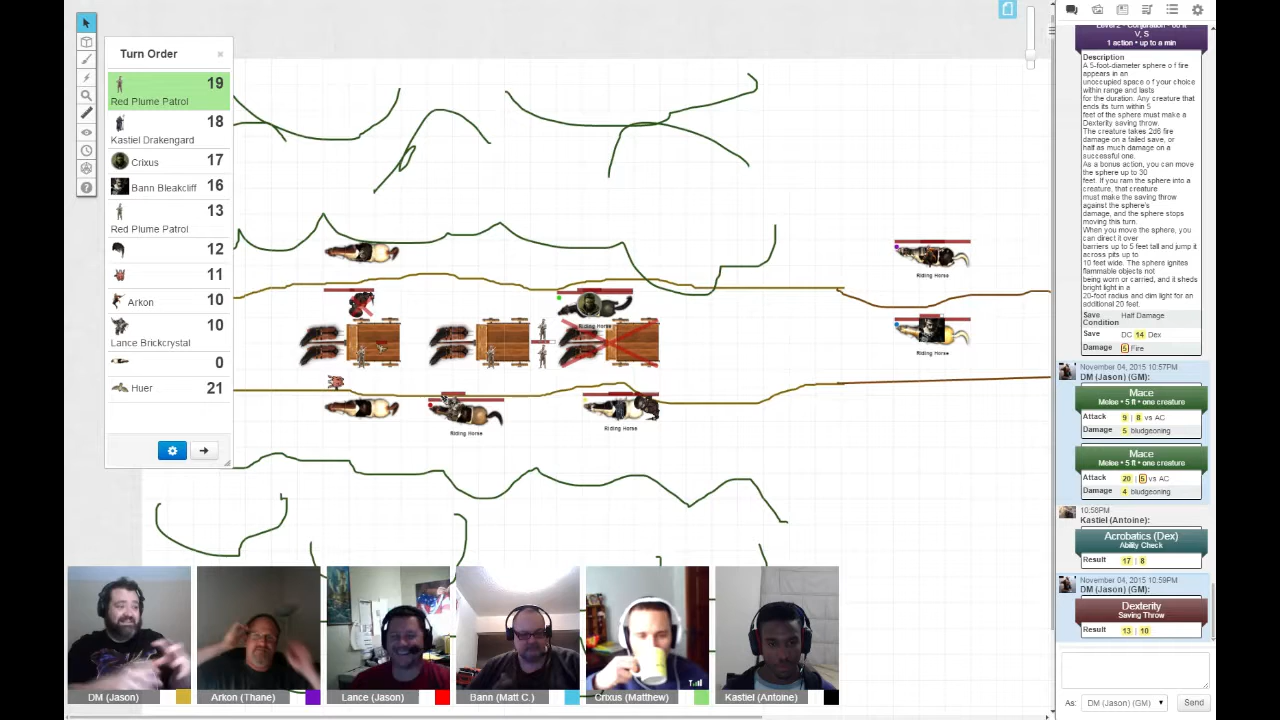 Turn Order
×
19
Red Plume Patrol
18
Kastiel Drakengard
Crixus 17
Bann Bleakcliff 16
13
Red Plume Patrol
12
11
Arkon 10
10
Lance Brickcrystal
0
Huer 21
Riding Horse
Riding Horse
Riding Horse
Riding Horse
Riding Horse
DM (Jason)
Arkon (Thane)
Lance (Jason)
Bann (Matt C.)
Crixus (Matthew)
Kastiel (Antoine)
V, S
1 action • up to a min
Description
A 5-foot-diameter sphere o f fire
appears in an
unoccupied space o f your choice
within range and lasts
for the duration. Any creature that
ends its turn within 5
feet of the sphere must make a
Dexterity saving throw.
The creature takes 2d6 fire
damage on a failed save, or
half as much damage on a
successful one.
As a bonus action, you can move
the sphere up to 30
feet. If you ram the sphere into a
creature, that creature
must make the saving throw
against the sphere's
damage, and the sphere stops
moving this turn.
When you move the sphere, you
can direct it over
barriers up to 5 feet tall and jump it
across pits up to
10 feet wide. The sphere ignites
flammable objects not
being worn or carried, and it sheds
bright light in a
20-foot radius and dim light for an
additional 20 feet.
Save Condition Half Damage
Save DC 14 Dex
Damage 5 Fire
November 04, 2015 10:57PM
DM (Jason) (GM):
Mace
Melee • 5 ft • one creature
Attack 9 | 8 vs AC
Damage 5 bludgeoning
Mace
Melee • 5 ft • one creature
Attack 20 | 5 vs AC
Damage 4 bludgeoning
10:58PM
Kastiel (Antoine):
Acrobatics (Dex)
Ability Check
Result 17 | 8
November 04, 2015 10:59PM
DM (Jason) (GM):
Dexterity
Saving Throw
Result 13 | 10
As: DM (Jason) (GM) Send